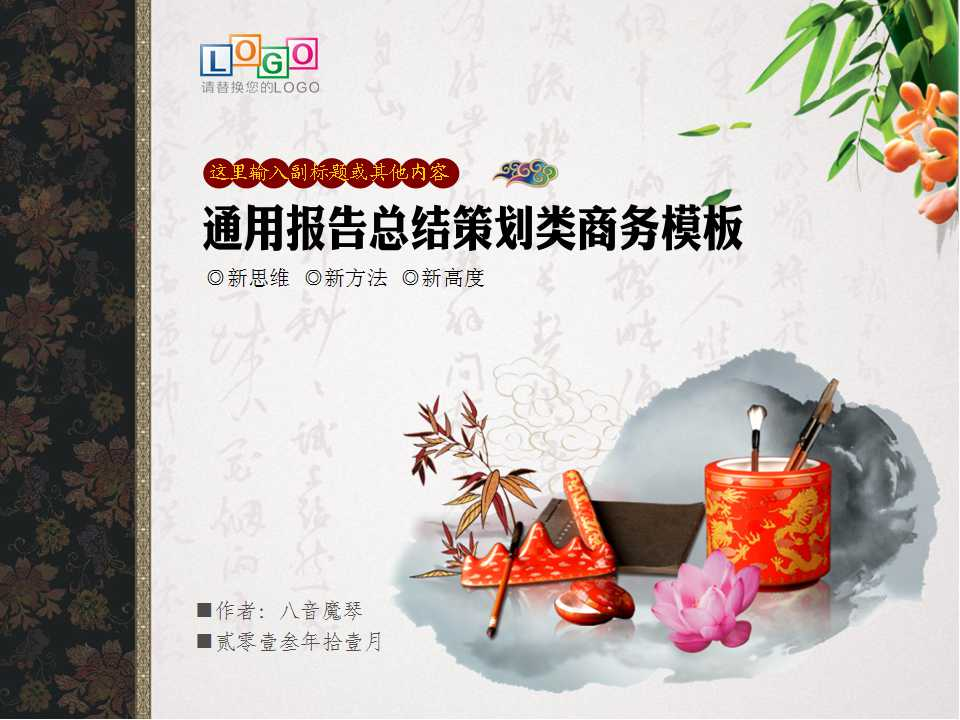 LOGO
请替换您的LOGO
这里输入副标题或其他内容
通用报告总结策划类商务模板
◎新思维 ◎新方法 ◎新高度
■作者：八音魔琴
■贰零壹叁年拾壹月